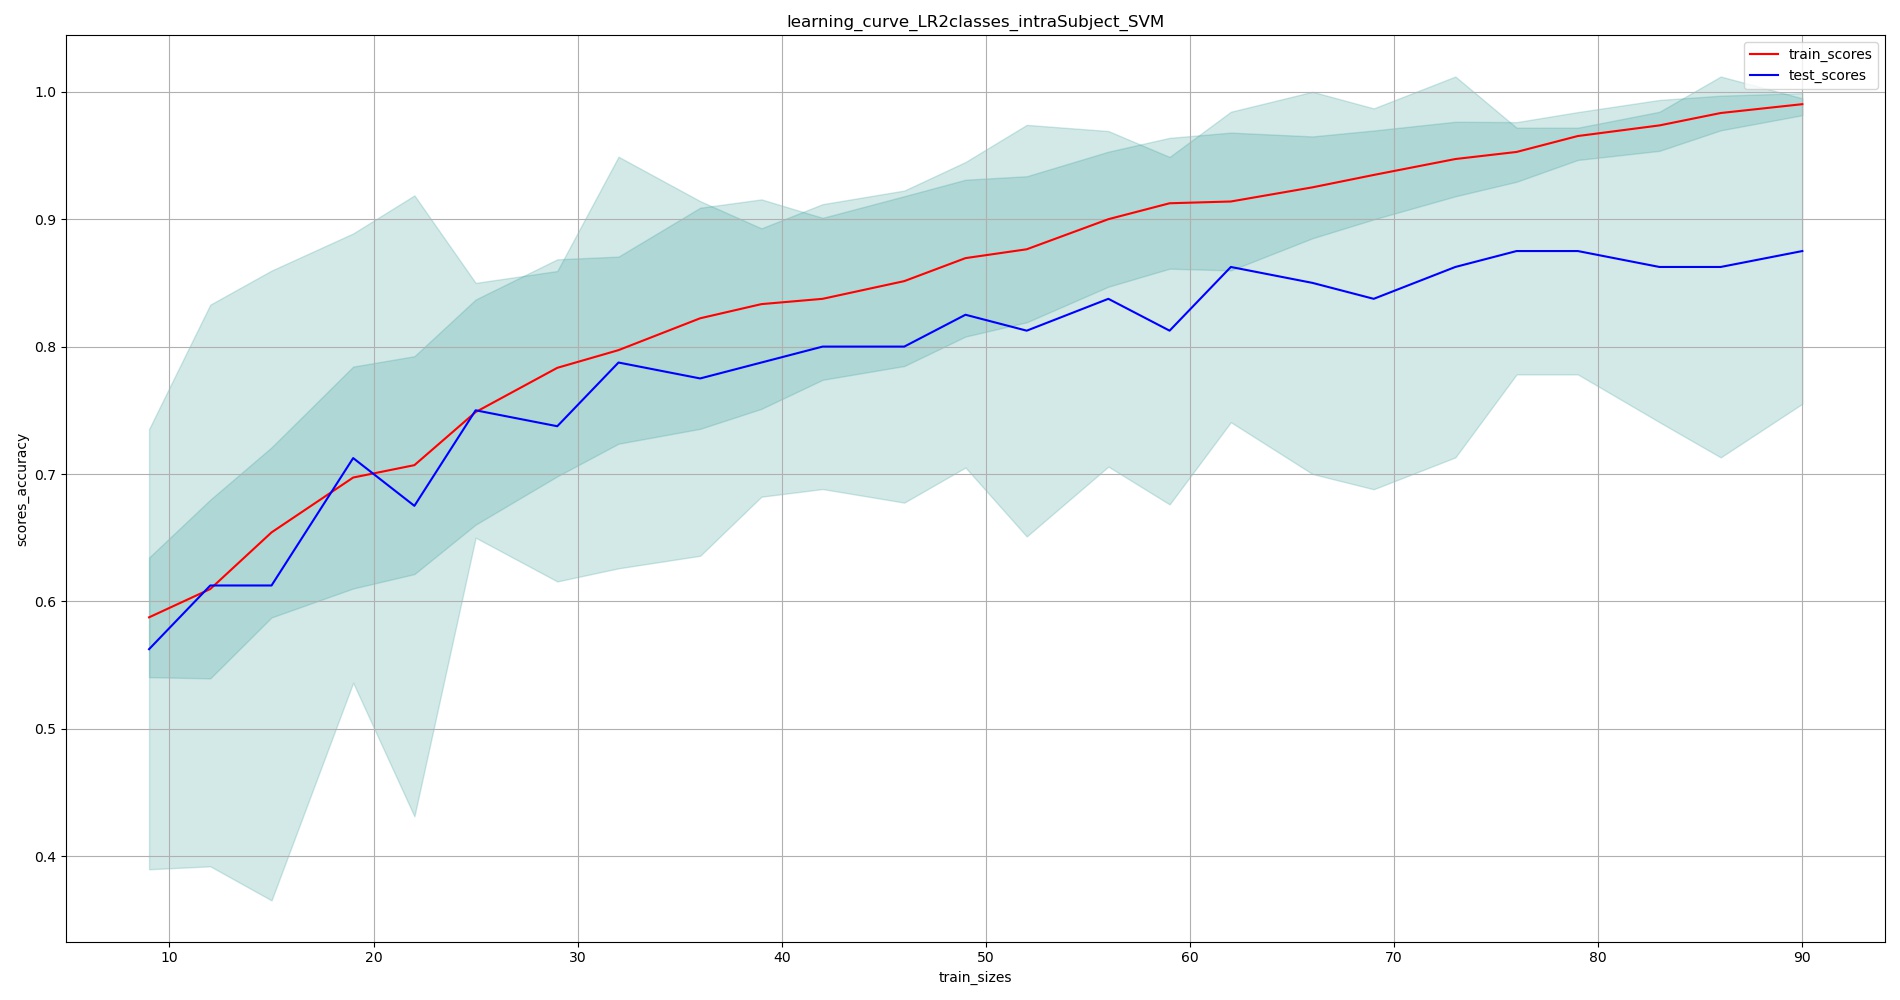 learning_curve_LR2classes_intraSubject_SVM
train_scores
test_scores
1.0
0.9
0.8
0.7
0.6
0.5
0.4
scores_accuracy
10 20 30 40 50 60 70 80 90
train_sizes